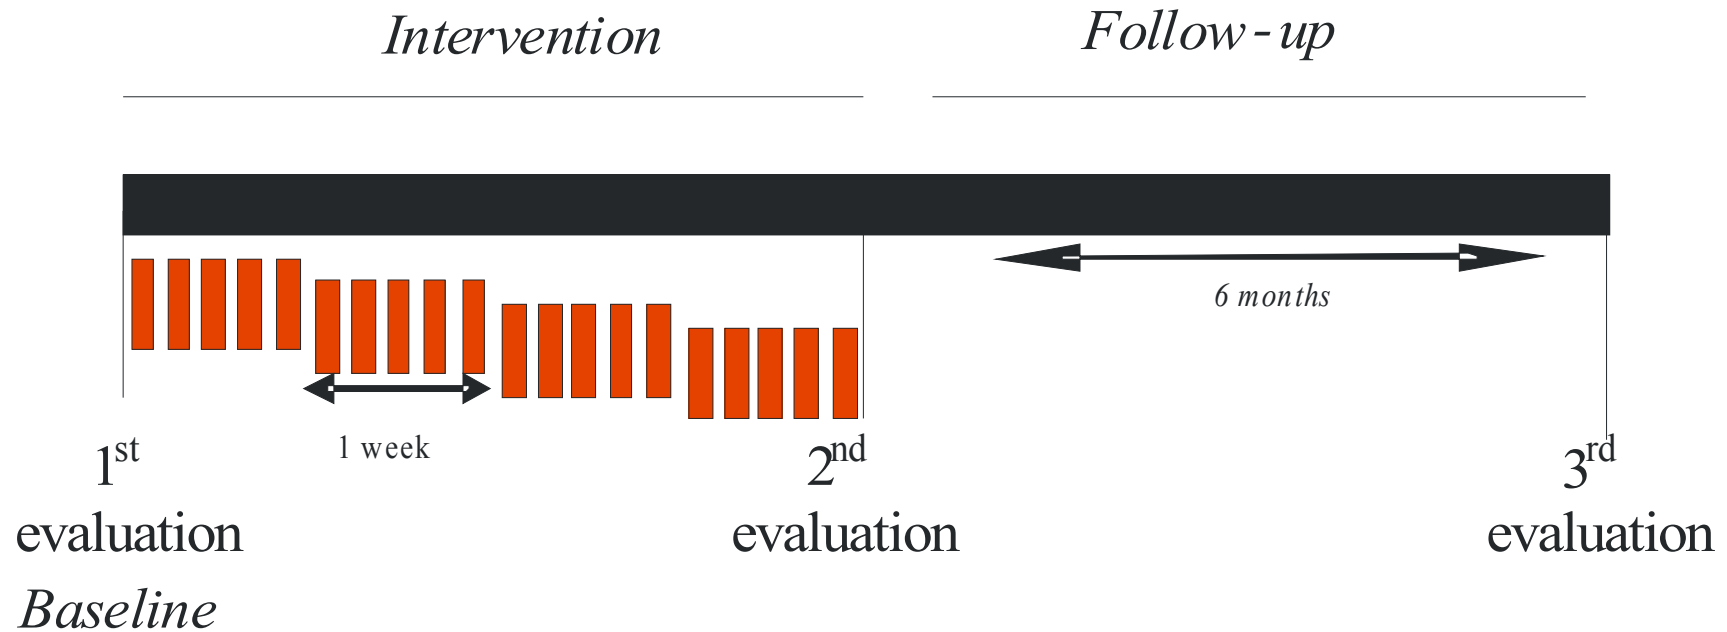 Intervention
Follow-up
6 months
1 week
1st
evaluation
Baseline
2nd
evaluation
3rd
evaluation